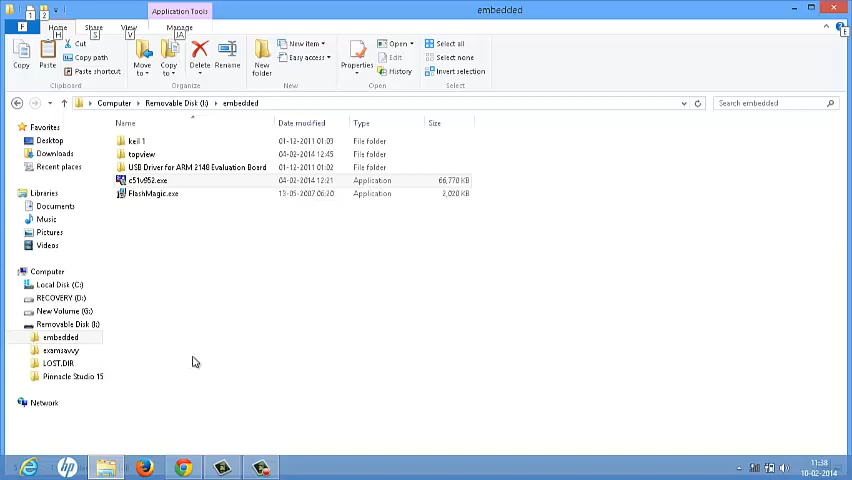 Application Tools
embedded
1
2
F
Home
Share
View
Manage
H
S
V
JA
E
Copy
Paste
Cut
Copy path
Paste shortcut
Clipboard
Move to
Copy to
Delete
Rename
Organize
New folder
New item
Easy access
New
Properties
Open
Edit
History
Open
Select all
Select none
Invert selection
Select
Computer
Removable Disk (I:)
embedded
Search embedded
Name
Date modified
Type
Size
keil 1
01-12-2011 01:03
File folder
topview
04-02-2014 12:45
File folder
USB Driver for ARM 2148 Evaluation Board
01-12-2011 01:02
File folder
c51v952.exe
04-02-2014 12:21
Application
66,770 KB
FlashMagic.exe
13-05-2007 06:20
Application
2,020 KB
Favorites
Desktop
Downloads
Recent places
Libraries
Documents
Music
Pictures
Videos
Computer
Local Disk (C:)
RECOVERY (D:)
New Volume (G:)
Removable Disk (I:)
embedded
examsavvy
LOST.DIR
Pinnacle Studio 15
Network
11:38
10-02-2014